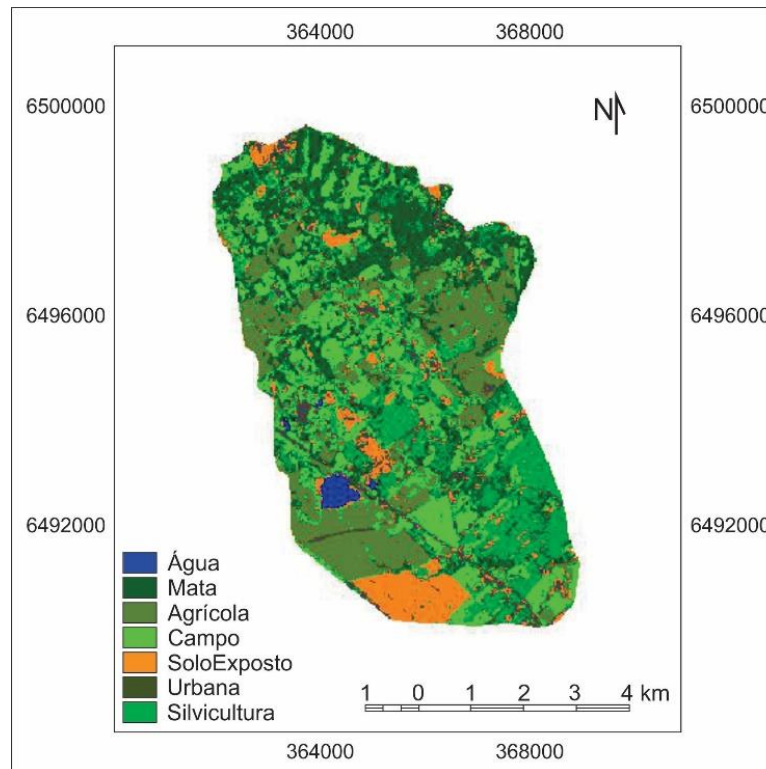 364000 368000
6500000 6500000
N
6496000 6496000
6492000 6492000
Água
Mata
Agrícola
Campo
SoloExposto
Urbana
Silvicultura
1 0 1 2 3 4 km
364000 368000